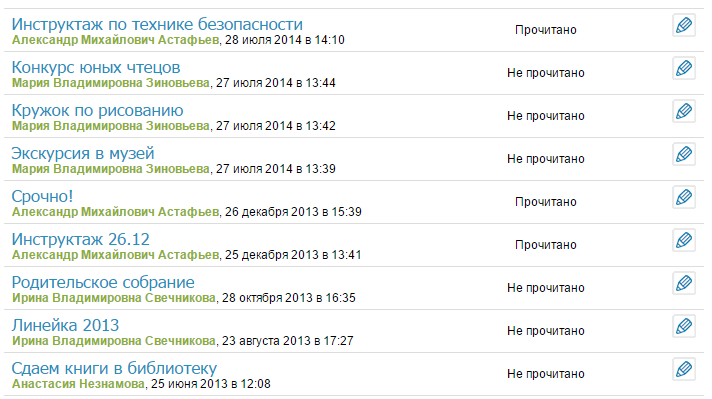 Инструктаж по технике безопасности
Александр Михайлович Астафьев, 28 июля 2014 в 14:10
Прочитано
Конкурс юных чтецов
Мария Владимировна Зиновьева, 27 июля 2014 в 13:44
Не прочитано
Кружок по рисованию
Мария Владимировна Зиновьева, 27 июля 2014 в 13:42
Не прочитано
Экскурсия в музей
Мария Владимировна Зиновьева, 27 июля 2014 в 13:39
Не прочитано
Срочно!
Александр Михайлович Астафьев, 26 декабря 2013 в 15:39
Прочитано
Инструктаж 26.12
Александр Михайлович Астафьев, 25 декабря 2013 в 13:41
Прочитано
Родительское собрание
Ирина Владимировна Свечникова, 28 октября 2013 в 16:35
Не прочитано
Линейка 2013
Ирина Владимировна Свечникова, 23 августа 2013 в 17:27
Не прочитано
Сдаем книги в библиотеку
Анастасия Незнамова, 25 июня 2013 в 12:08
Не прочитано